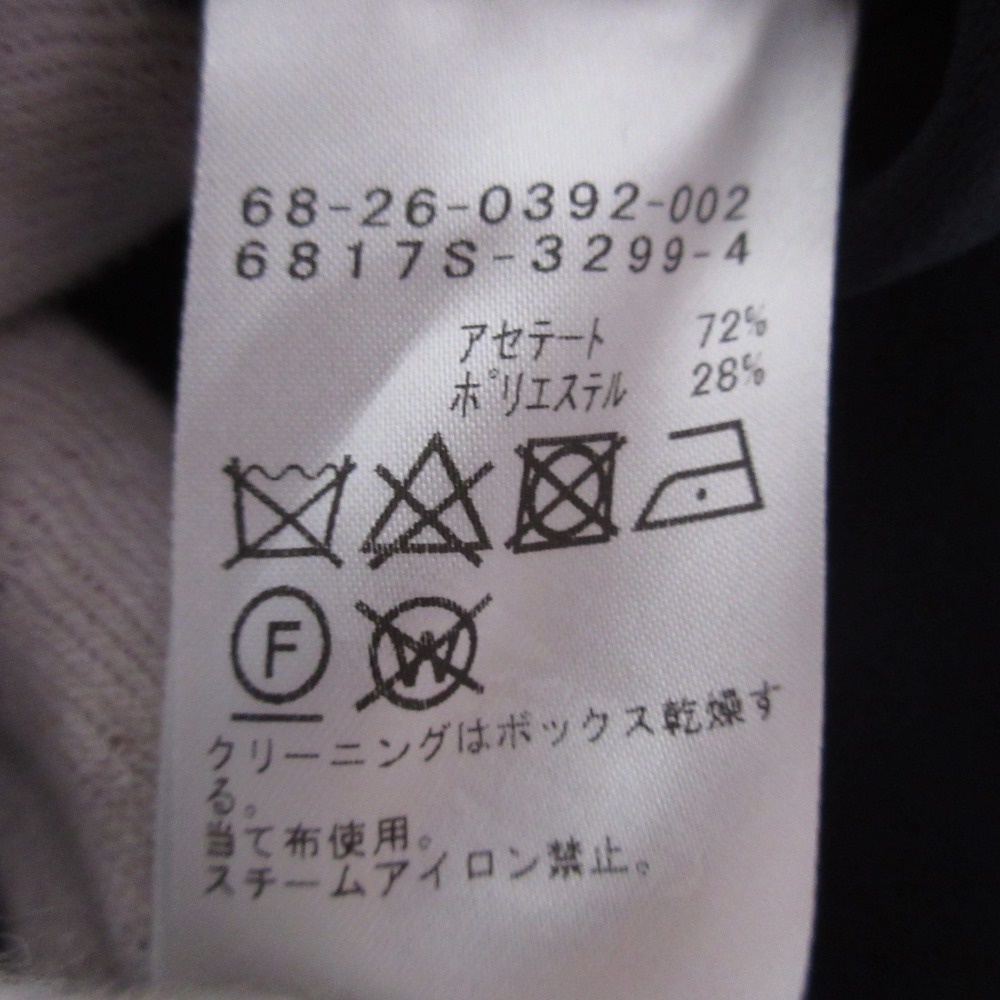 68-26-0392-002
6817S-3299-4
アセテート 72%
ポリエステル 28%
F W
クリーニングはボックス乾燥す
る。
当て布使用。
スチームアイロン禁止。